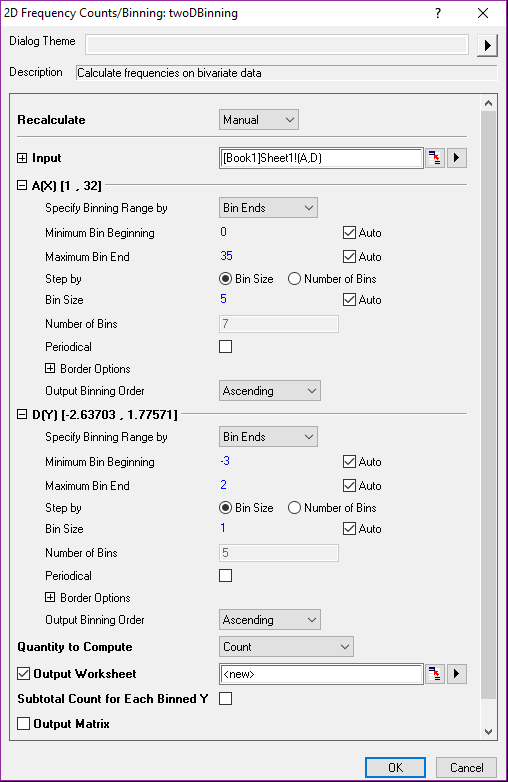 2D Frequency Counts/Binning: twoDBinning ?
Dialog Theme
Description Calculate frequencies on bivariate data
Recalculate Manual
Input [Book1]Sheet1!(A,D)
A(X) [1 , 32]
Specify Binning Range by Bin Ends
Minimum Bin Beginning 0 Auto
Maximum Bin End 35 Auto
Step by Bin Size Number of Bins
Bin Size 5 Auto
Number of Bins 7
Periodical
Border Options
Output Binning Order Ascending
D(Y) [-2.63703 , 1.77571]
Specify Binning Range by Bin Ends
Minimum Bin Beginning -3 Auto
Maximum Bin End 2 Auto
Step by Bin Size Number of Bins
Bin Size 1 Auto
Number of Bins 5
Periodical
Border Options
Output Binning Order Ascending
Quantity to Compute Count
Output Worksheet <new>
Subtotal Count for Each Binned Y
Output Matrix
OK Cancel